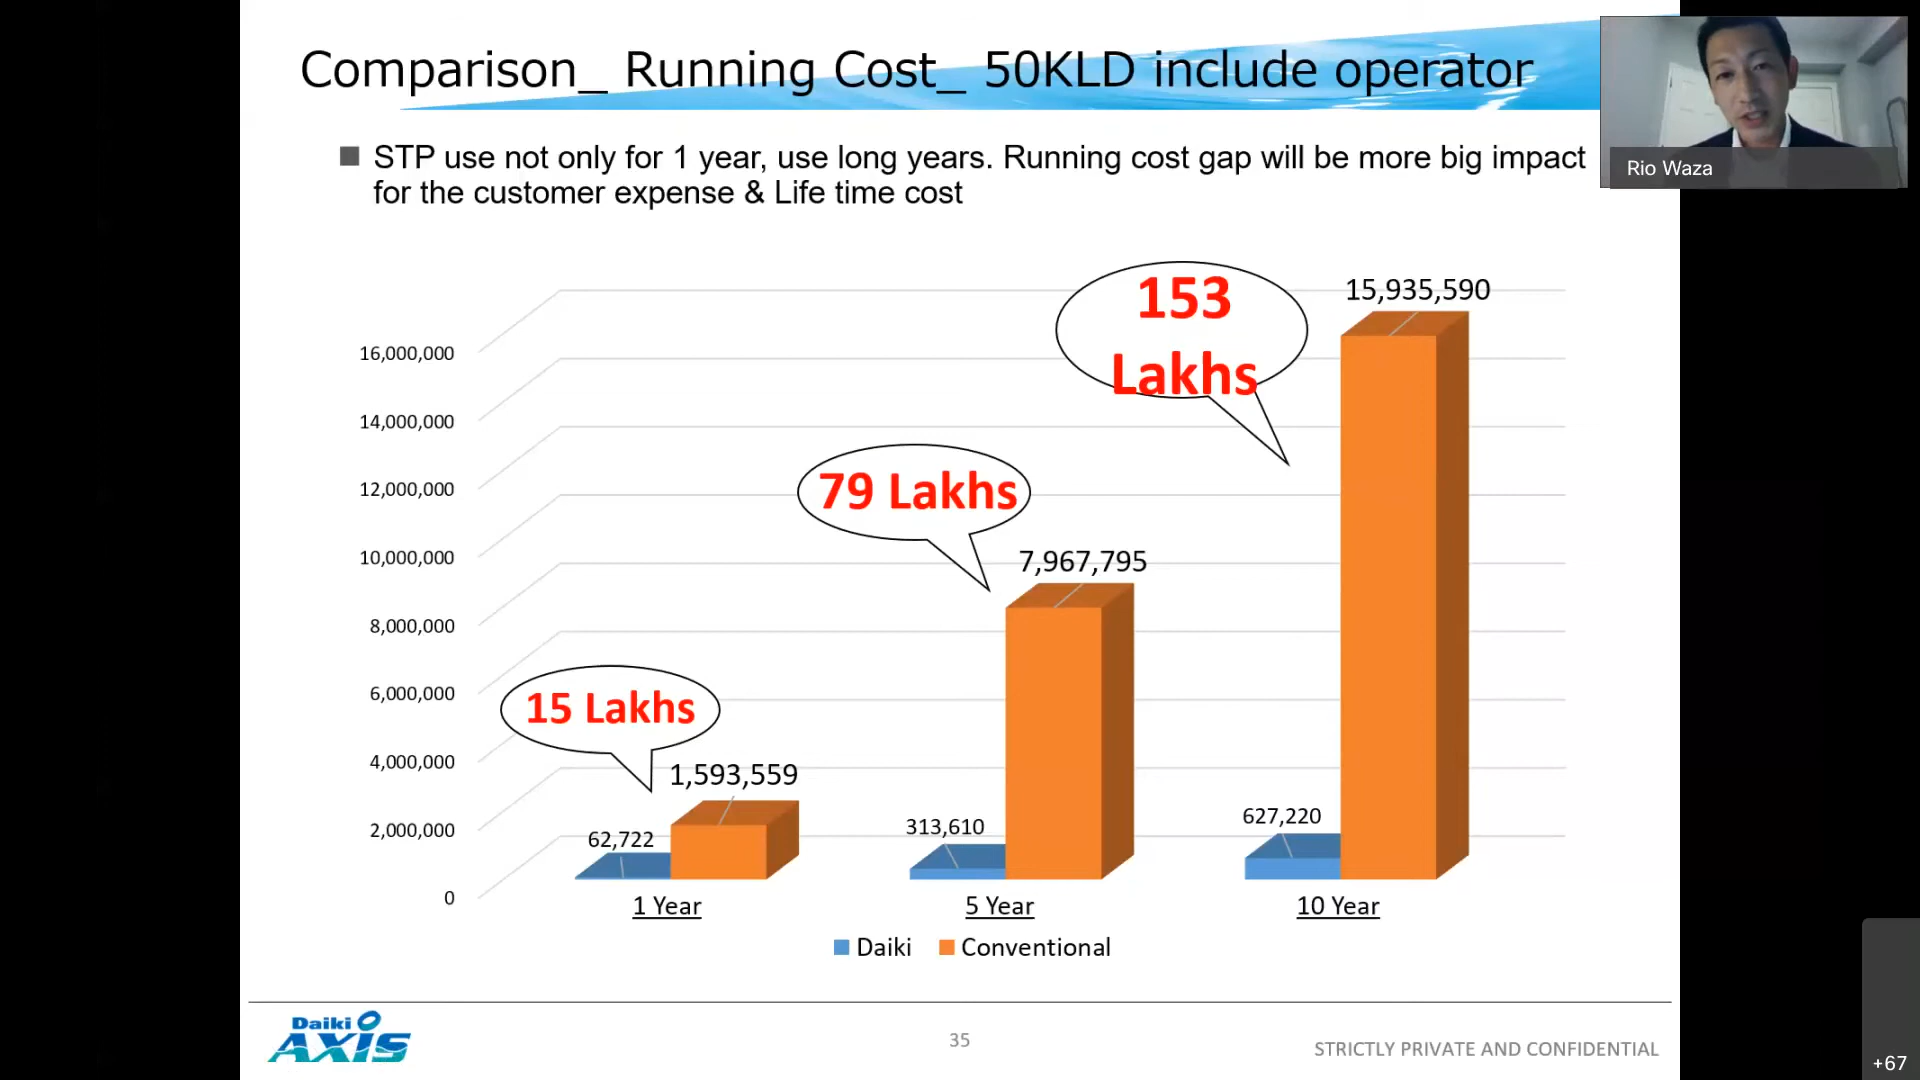 Comparison_ Running Cost_ 50KLD include operator
Rio Waza
STP use not only for 1 year, use long years. Running cost gap will be more big impact
for the customer expense & Life time cost
153
Lakhs
15,935,590
16,000,000
14,000,000
12,000,000
10,000,000
8,000,000
6,000,000
4,000,000
2,000,000
0
79 Lakhs
7,967,795
15 Lakhs
1,593,559
62,722
313,610
627,220
1 Year
5 Year
10 Year
Daiki
Conventional
Daiki
AXIS
35
STRICTLY PRIVATE AND CONFIDENTIAL
+67